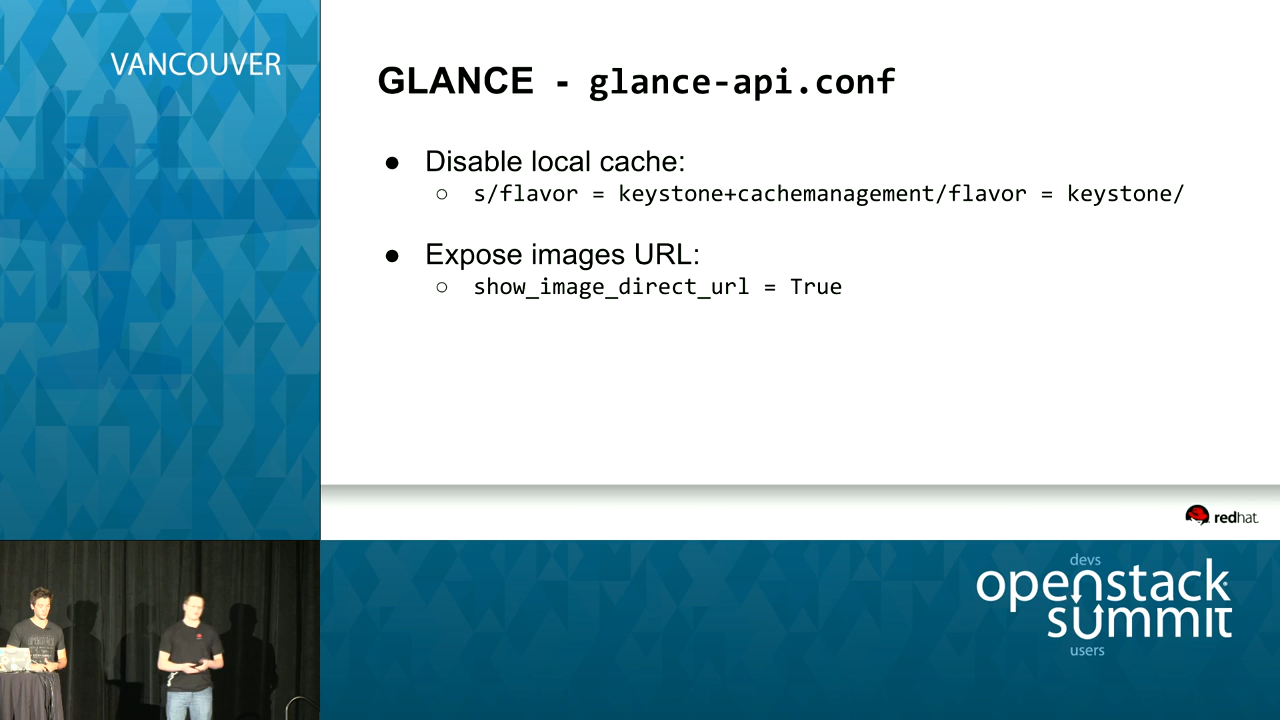 VANCOUVER
GLANCE - glance-api.conf
● Disable local cache:
○ s/flavor = keystone+cachemanagement/flavor = keystone/
● Expose images URL:
○ show_image_direct_url = True
redhat.
devs
openstack
summit
users